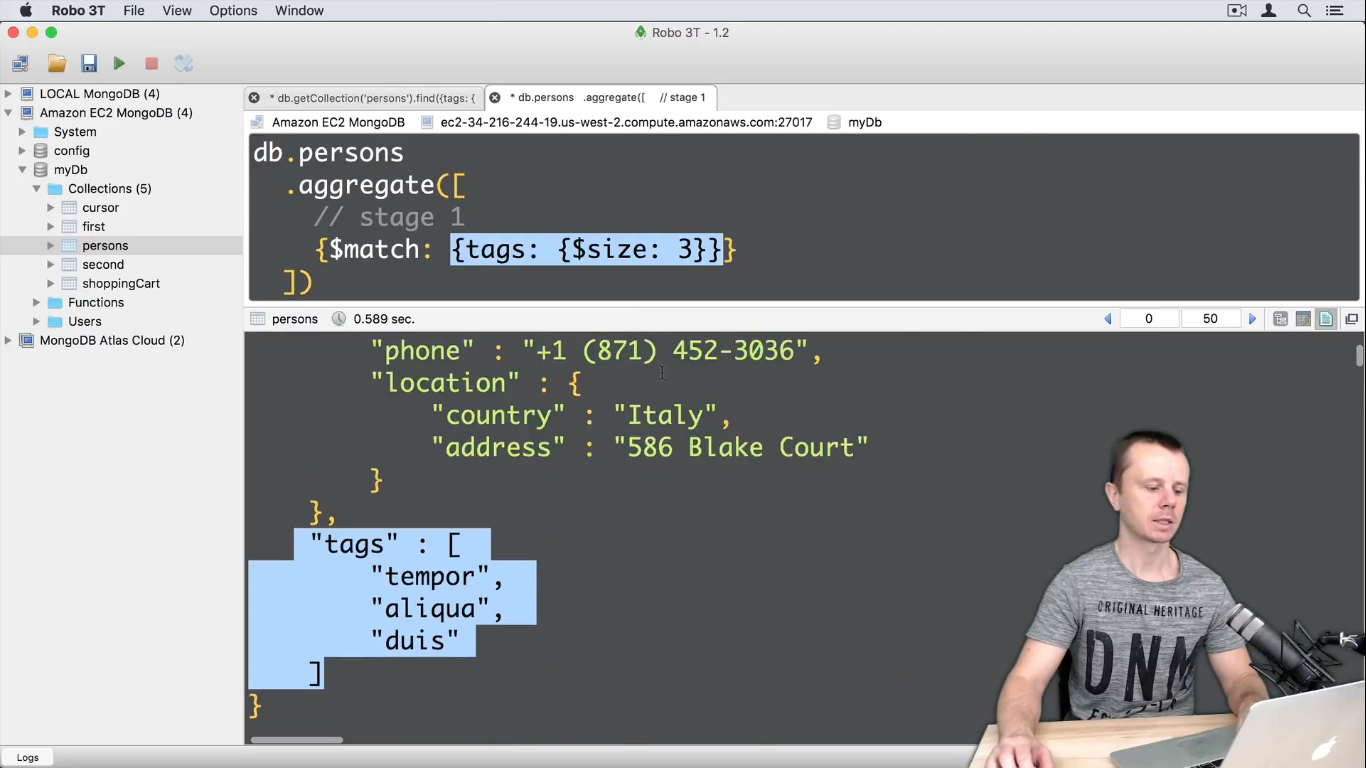 Robo 3T File View Options Window
Robo 3T - 1.2
LOCAL MongoDB (4)
Amazon EC2 MongoDB (4)
System
config
myDb
Collections (5)
cursor
first
persons
second
shoppingCart
Functions
Users
MongoDB Atlas Cloud (2)
* db.getCollection('persons').find({tags: {
* db.persons .aggregate([ // stage 1
Amazon EC2 MongoDB ec2-34-216-244-19.us-west-2.compute.amazonaws.com:27017 myDb
db.persons
.aggregate([
// stage 1
{$match: {tags: {$size: 3}}}
])
persons 0.589 sec. 0 50
"phone" : "+1 (871) 452-3036",
"location" : {
"country" : "Italy",
"address" : "586 Blake Court"
}
},
"tags" : [
"tempor",
"aliqua",
"duis"
]
}
Logs
ORIGINAL HERITAGE
DNM